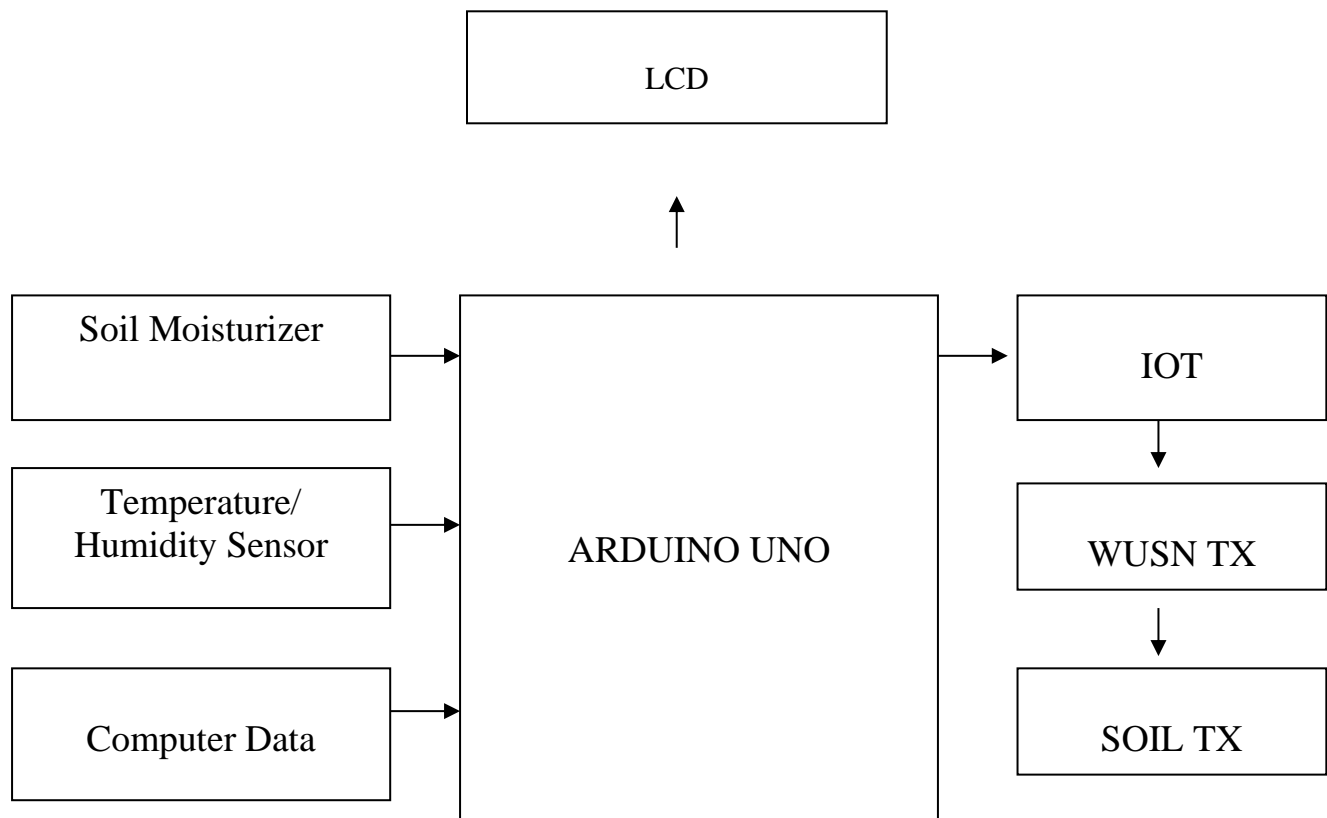 LCD
Soil Moisturizer
IOT
Temperature/
Humidity Sensor
ARDUINO UNO
WUSN TX
Computer Data
SOIL TX